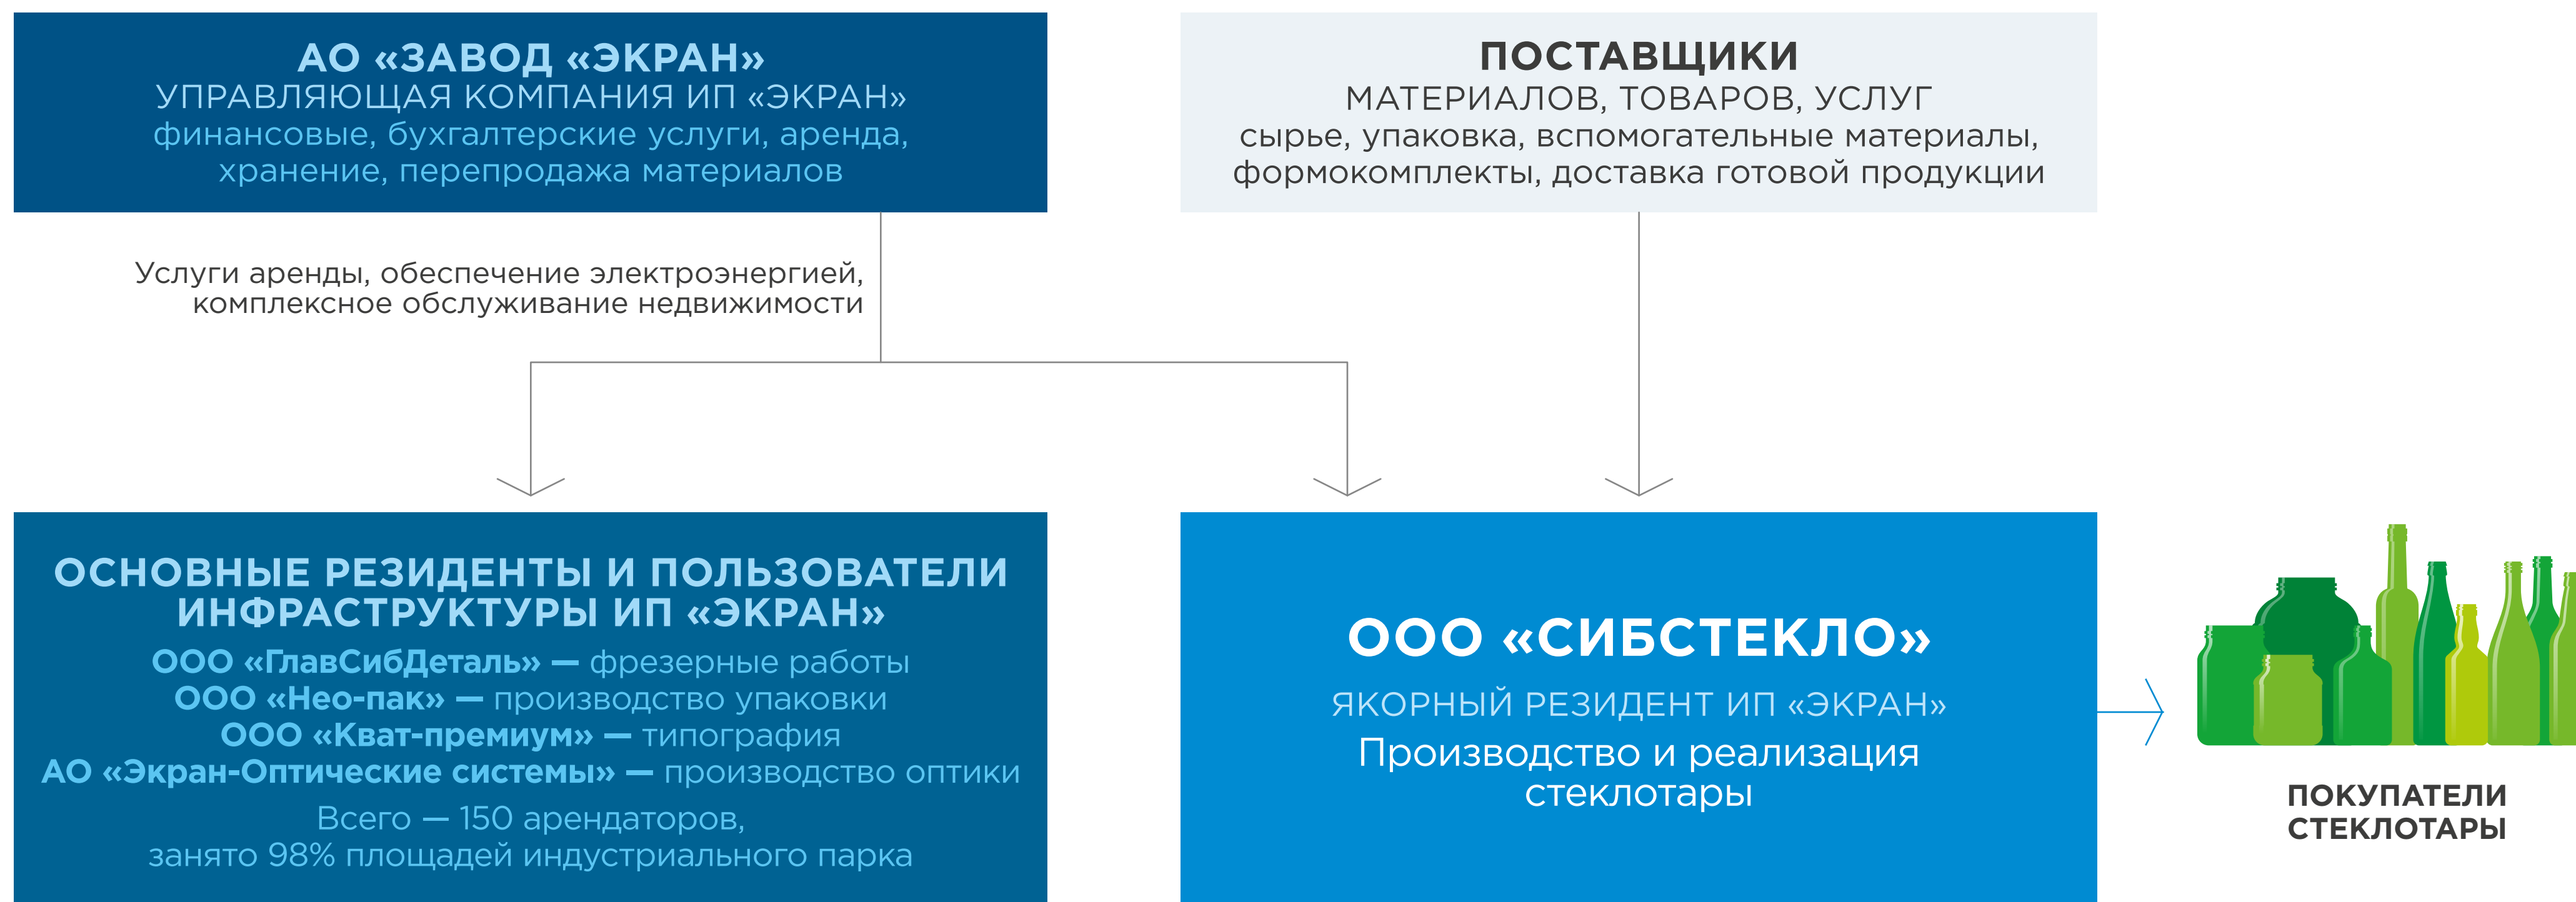 АО «ЗАВОД «ЭКРАН»
УПРАВЛЯЮЩАЯ КОМПАНИЯ ИП «ЭКРАН»
финансовые, бухгалтерские услуги, аренда,
хранение, перепродажа материалов
ПОСТАВЩИКИ
МАТЕРИАЛОВ, ТОВАРОВ, УСЛУГ
сырье, упаковка, вспомогательные материалы,
формокомплекты, доставка готовой продукции
Услуги аренды, обеспечение электроэнергией,
комплексное обслуживание недвижимости
ОСНОВНЫЕ РЕЗИДЕНТЫ И ПОЛЬЗОВАТЕЛИ
ИНФРАСТРУКТУРЫ ИП «ЭКРАН»
ООО «ГлавСибДеталь» — фрезерные работы
ООО «Нео-пак» — производство упаковки
ООО «Кват-премиум» — типография
АО «Экран-Оптические системы» — производство оптики
Всего — 150 арендаторов,
занято 98% площадей индустриального парка
ООО «СИБСТЕКЛО»
ЯКОРНЫЙ РЕЗИДЕНТ ИП «ЭКРАН»
Производство и реализация
стеклотары
ПОКУПАТЕЛИ
СТЕКЛОТАРЫ